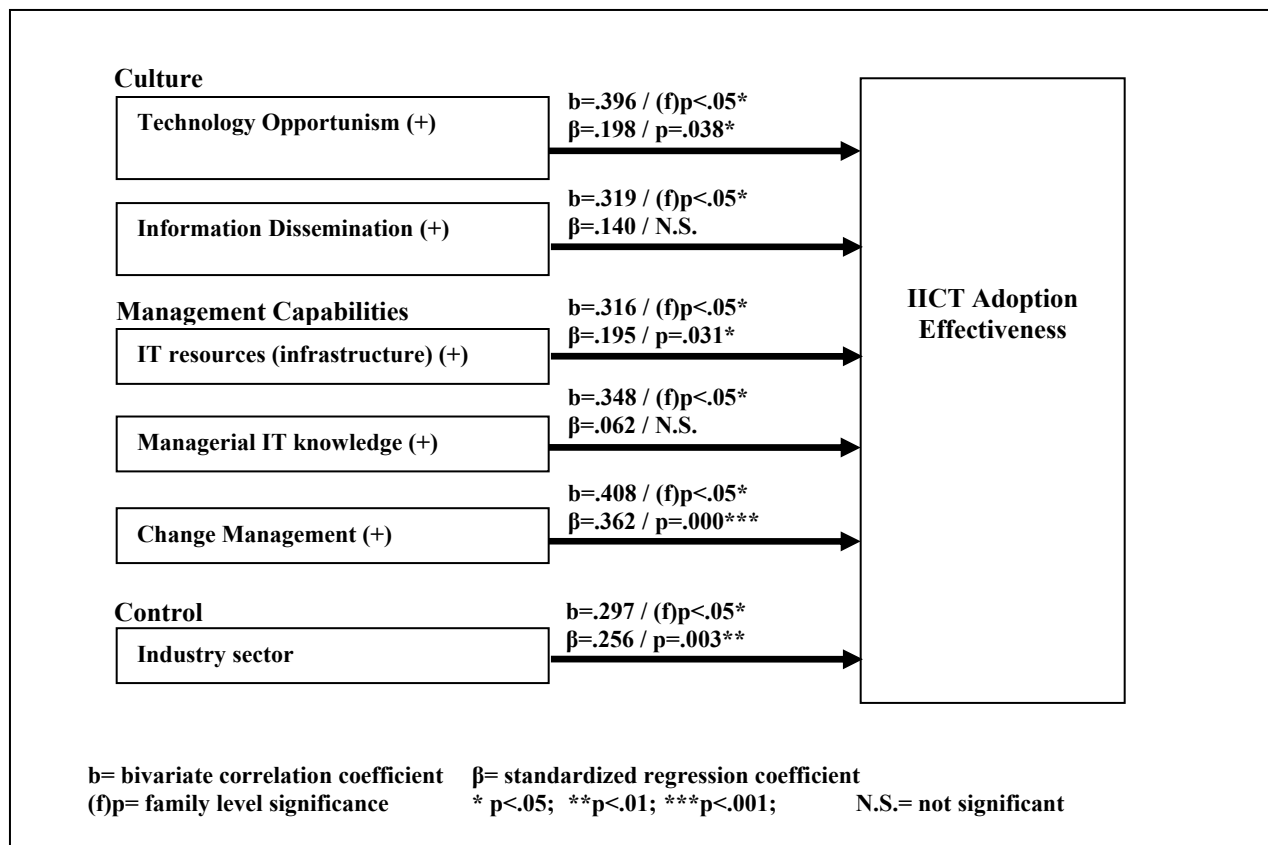 Culture
Technology Opportunism (+)
b=.396 / (f)p<.05*
β=.198 / p=.038*
Information Dissemination (+)
b=.319 / (f)p<.05*
β=.140 / N.S.
Management Capabilities
IT resources (infrastructure) (+)
b=.316 / (f)p<.05*
β=.195 / p=.031*
Managerial IT knowledge (+)
b=.348 / (f)p<.05*
β=.062 / N.S.
Change Management (+)
b=.408 / (f)p<.05*
β=.362 / p=.000***
Control
Industry sector
b=.297 / (f)p<.05*
β=.256 / p=.003**
IICT Adoption
Effectiveness
b= bivariate correlation coefficient β= standardized regression coefficient
(f)p= family level significance * p<.05; **p<.01; ***p<.001; N.S.= not significant